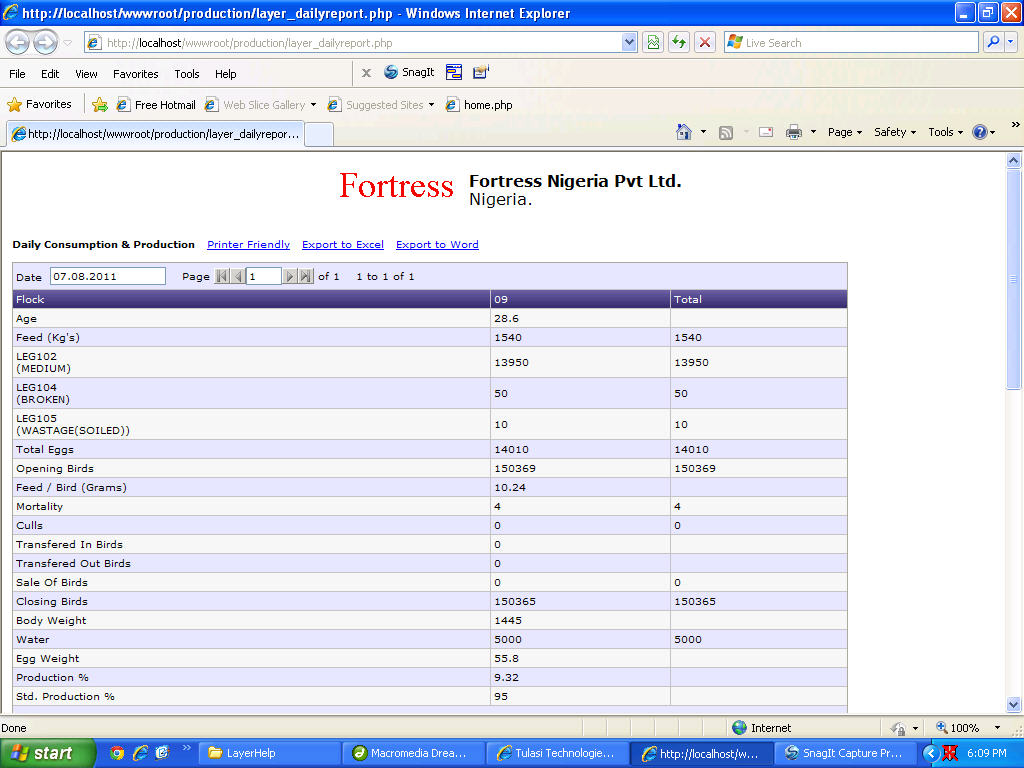 http://localhost/wwwroot/production/layer_dailyreport.php - Windows Internet Explorer
http://localhost/wwwroot/production/layer_dailyreport.php Live Search
File Edit View Favorites Tools Help x SnagIt
Favorites Free Hotmail Web Slice Gallery Suggested Sites home.php
http://localhost/wwwroot/production/layer_dailyrepor... Page Safety Tools »
Fortress Fortress Nigeria Pvt Ltd.
Nigeria.
Daily Consumption & Production Printer Friendly Export to Excel Export to Word
Date 07.08.2011 Page 1 of 1 1 to 1 of 1
Flock 09 Total
Age 28.6
Feed (Kg's) 1540 1540
LEG102
(MEDIUM) 13950 13950
LEG104
(BROKEN) 50 50
LEG105
(WASTAGE(SOILED)) 10 10
Total Eggs 14010 14010
Opening Birds 150369 150369
Feed / Bird (Grams) 10.24
Mortality 4 4
Culls 0 0
Transfered In Birds 0
Transfered Out Birds 0
Sale Of Birds 0 0
Closing Birds 150365 150365
Body Weight 1445
Water 5000 5000
Egg Weight 55.8
Production % 9.32
Std. Production % 95
Done Internet 100%
start » LayerHelp Macromedia Drea... Tulasi Technologie... http://localhost/w... SnagIt Capture Pr... 6:09 PM